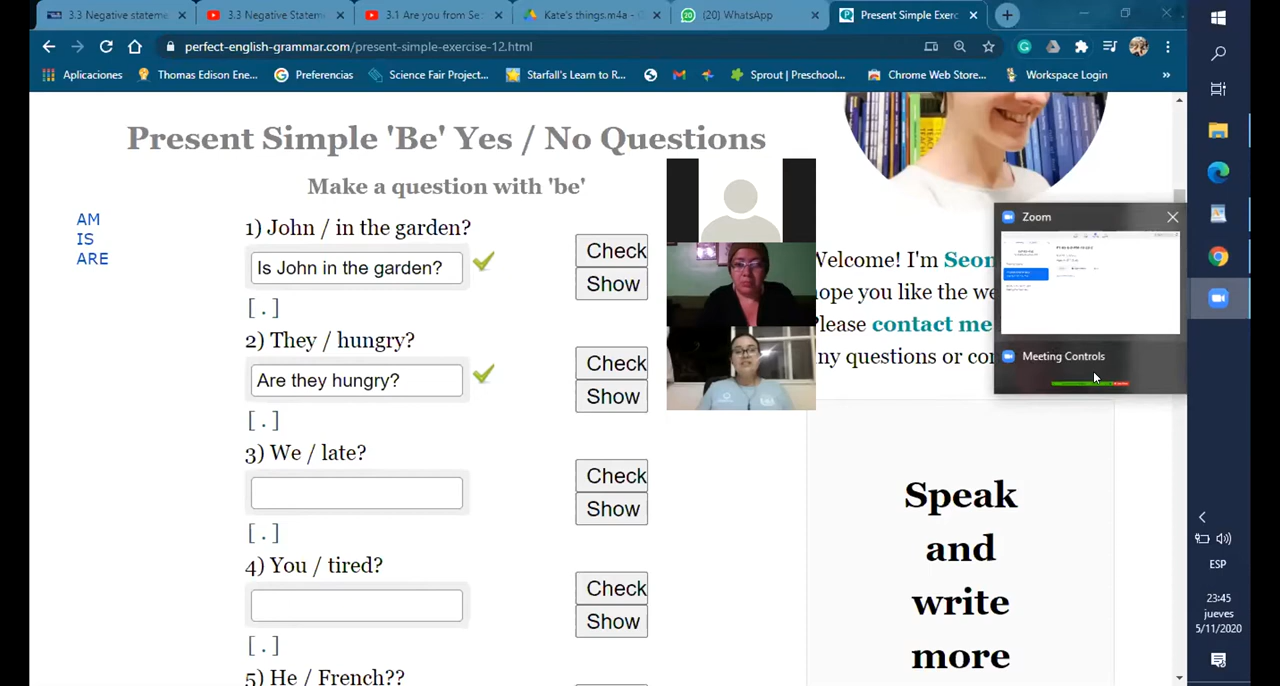 3.3 Negative stateme
3.3 Negative Statem
3.1 Are you from Se
Kate's things.m4a -
(20) WhatsApp
Present Simple Exerc
perfect-english-grammar.com/present-simple-exercise-12.html
Aplicaciones
Thomas Edison Ene...
Preferencias
Science Fair Project...
Starfall's Learn to R...
Sprout | Preschool...
Chrome Web Store...
Workspace Login
»
Present Simple 'Be' Yes / No Questions
Make a question with 'be'
AM
IS
ARE
1) John / in the garden?
Is John in the garden?
Check
Show
[ . ]
2) They / hungry?
Are they hungry?
Check
Show
[ . ]
3) We / late?
Check
Show
[ . ]
4) You / tired?
Check
Show
[ . ]
5) He / French??
Welcome! I'm Seon
hope you like the we
Please contact me
ny questions or con
Zoom
Meeting Controls
Speak
and
write
more
ESP
23:45
jueves
5/11/2020